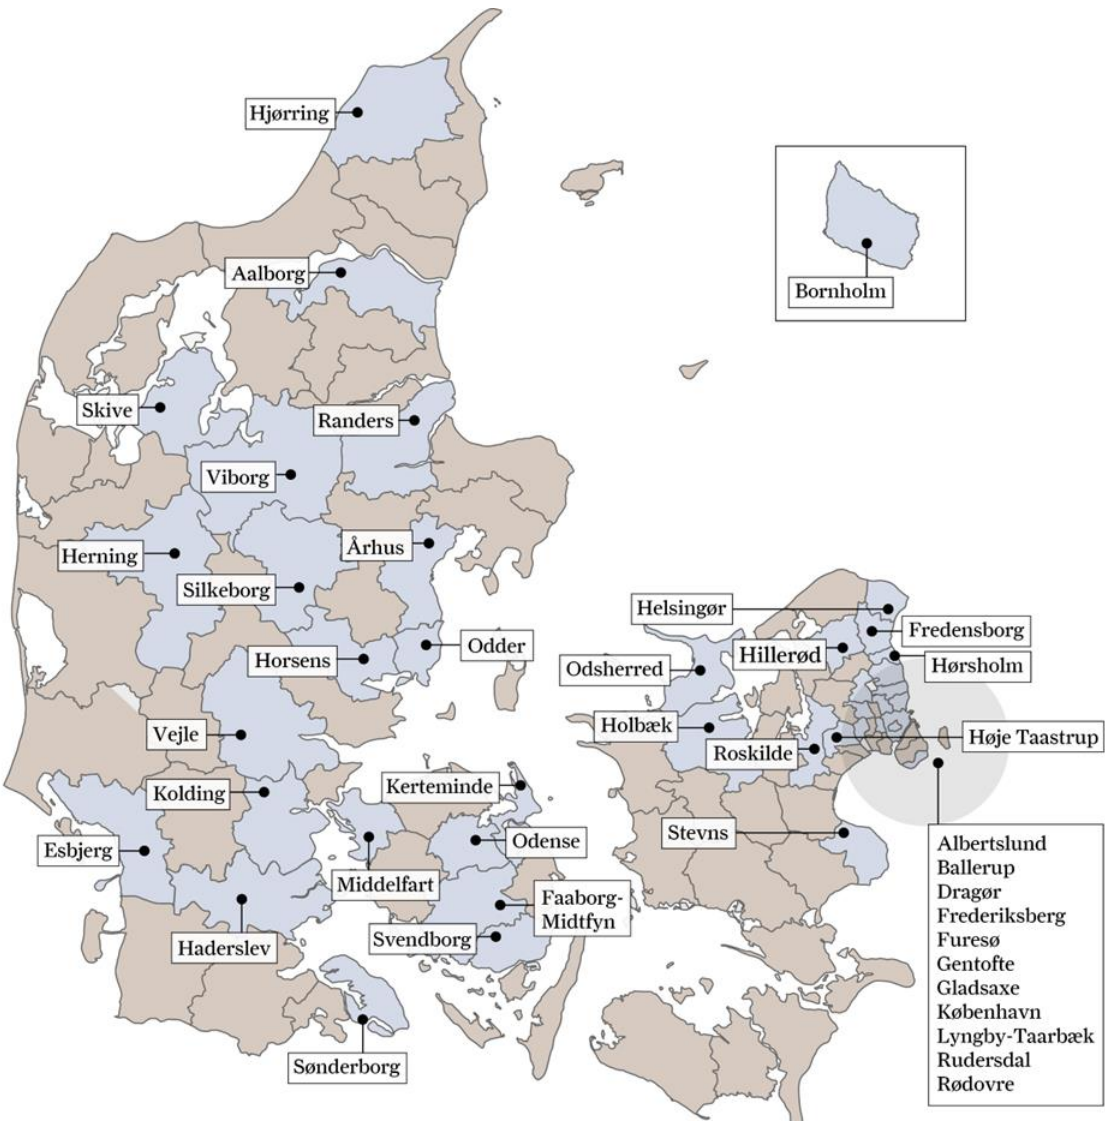 Hjørring
Aalborg
Bornholm
Skive
Randers
Viborg
Århus
Herning
Silkeborg
Helsingør
Fredensborg
Odder
Hillerød
Horsens
Hørsholm
Odsherred
Holbæk
Vejle
Høje Taastrup
Roskilde
Kerteminde
Kolding
Stevns
Odense
Esbjerg
Middelfart
Faaborg-
Midtfyn
Svendborg
Haderslev
Sønderborg
Albertslund
Ballerup
Dragør
Frederiksberg
Furesø
Gentofte
Gladsaxe
København
Lyngby-Taarbæk
Rudersdal
Rødovre